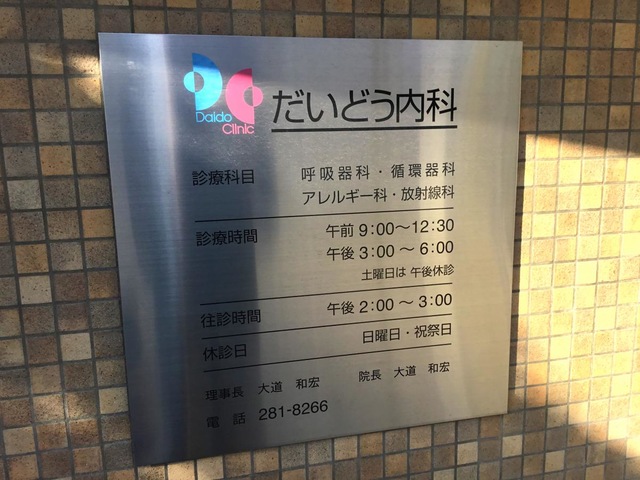 Daido
Clinic
だいどう内科
診療科目 呼吸器科・循環器科
アレルギー科・放射線科
診療時間 午前 9:00〜12:30
午後 3:00 〜 6:00
土曜日は 午後休診
往診時間 午後 2:00 〜 3:00
休診日 日曜日・祝祭日
理事長 大道 和宏 院長 大道 和宏
電話 281-8266